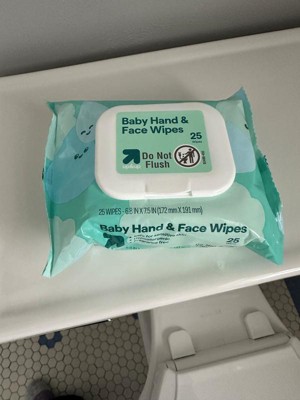 Baby Hand &
Face Wipes
25
Do Not
Flush
25 WIPES - 6.8 IN X 7.5 IN (172 mm X 191 mm)
Baby Hand & Face Wipes
25